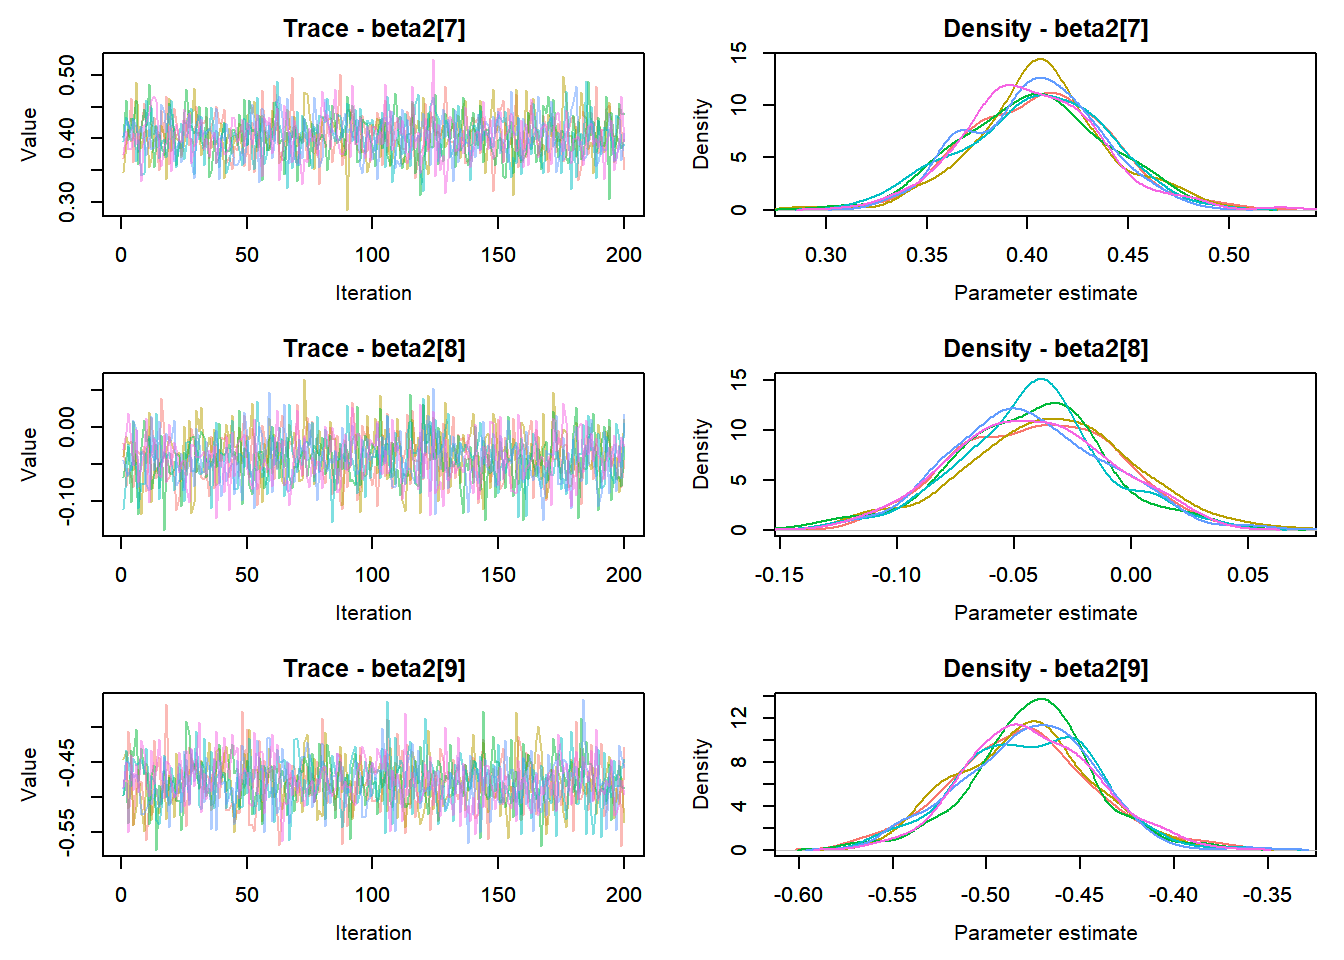 Trace - beta2[7]
Value
0.30 0.40 0.50
0 50 100 150 200
Iteration
Density - beta2[7]
Density
0 5 10 15
0.30 0.35 0.40 0.45 0.50
Parameter estimate
Trace - beta2[8]
Value
-0.10 0.00
0 50 100 150 200
Iteration
Density - beta2[8]
Density
0 5 10 15
-0.15 -0.10 -0.05 0.00 0.05
Parameter estimate
Trace - beta2[9]
Value
-0.55 -0.45
0 50 100 150 200
Iteration
Density - beta2[9]
Density
0 4 8 12
-0.60 -0.55 -0.50 -0.45 -0.40 -0.35
Parameter estimate